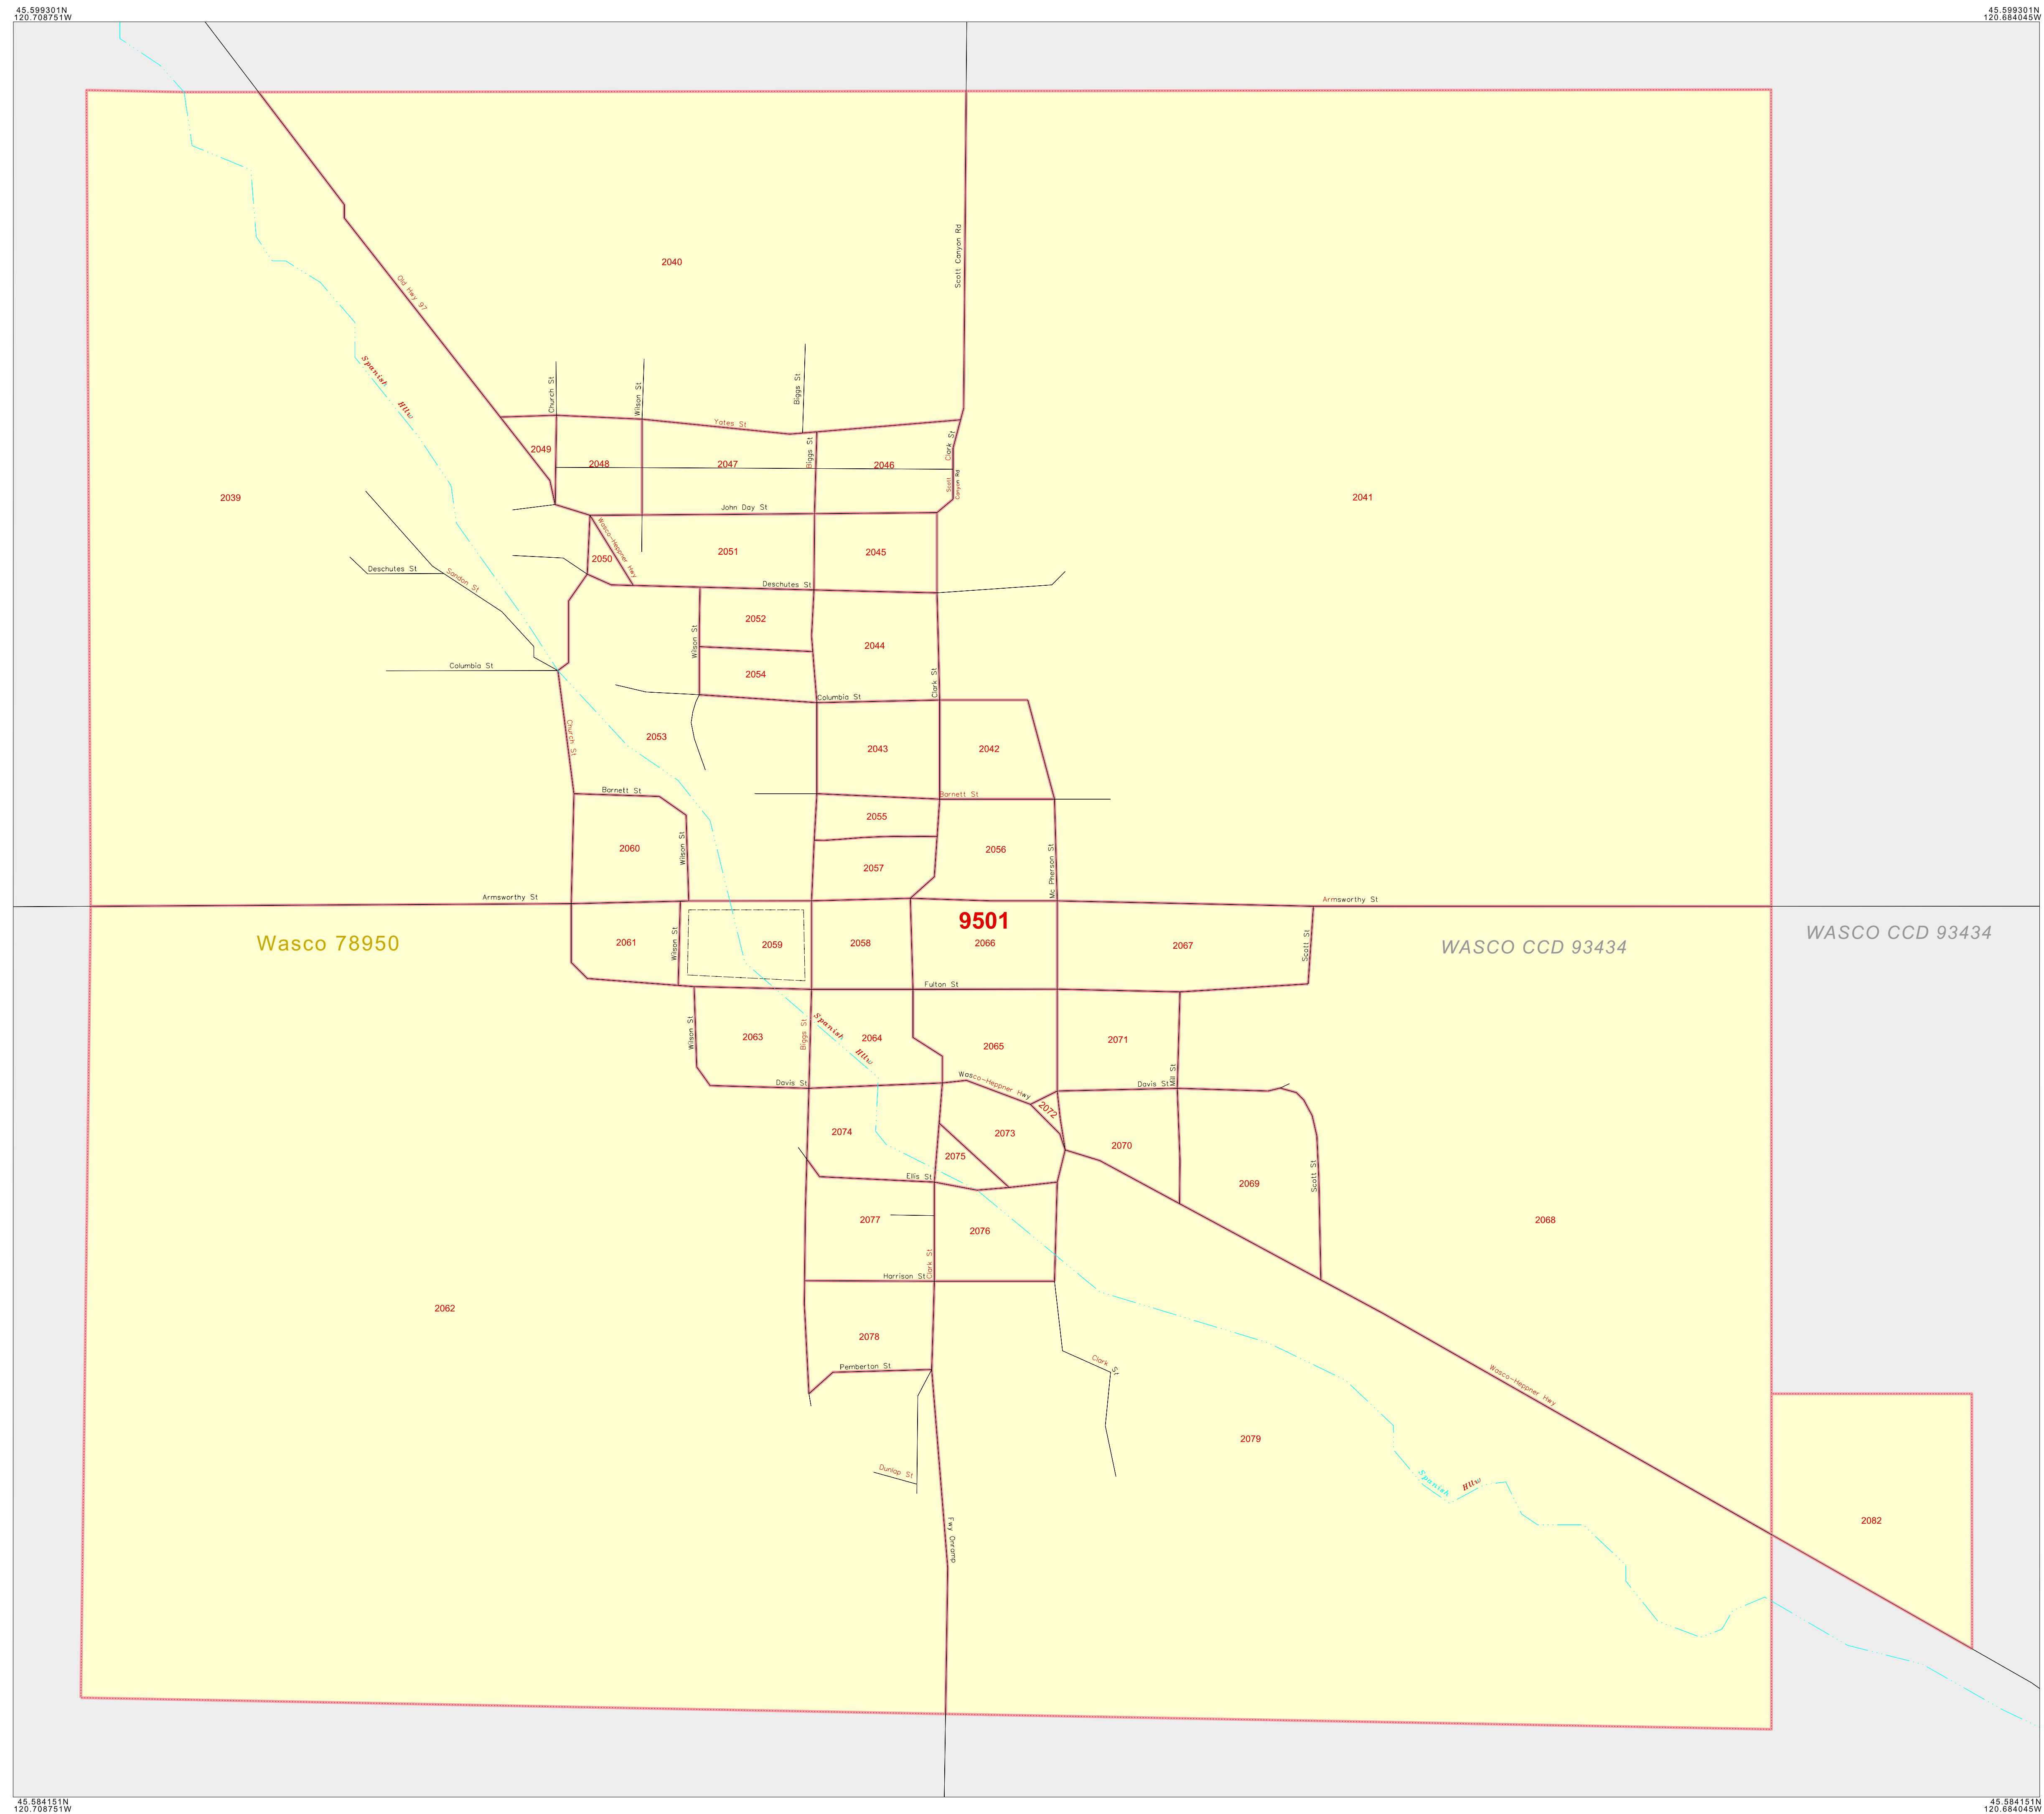 45.599301N
120.708751W
45.599301N
120.684045W
Scott Canyon Rd
2040
Old Hwy 97
Spanish
Hllw
Church St
Wilson St
Biggs St
Yates St
2049
2048
2047
Biggs St
2046
Clark St
Scott
Canyon Rd
2039
2041
John Day St
Wasco-Heppner Hwy
2050
2051
2045
Deschutes St
Sandon St
Deschutes St
2052
Wilson St
2044
Columbia St
2054
Clark St
Columbia St
Church St
2053
2043
2042
Barnett St
Barnett St
2055
2060
Wilson St
2057
2056
Mc Pherson St
Armsworthy St
Armsworthy St
9501
Wasco 78950
2061
Wilson St
2059
2058
2066
2067
Scott St
WASCO CCD 93434
WASCO CCD 93434
Fulton St
Wilson St
2063
Biggs St
Spanish
Hllw
2064
2065
2071
Wasco-Heppner Hwy
Davis St
Davis St
Mill St
2072
2074
2073
2070
2075
Ellis St
2069
Scott St
2077
2076
2068
Clark St
Harrison St
2062
2078
Pemberton St
Clark St
Wasco-Heppner Hwy
2079
Dunlap St
Spanish
Hllw
Fwy Onramp
2082
45.584151N
120.708751W
45.584151N
120.684045W